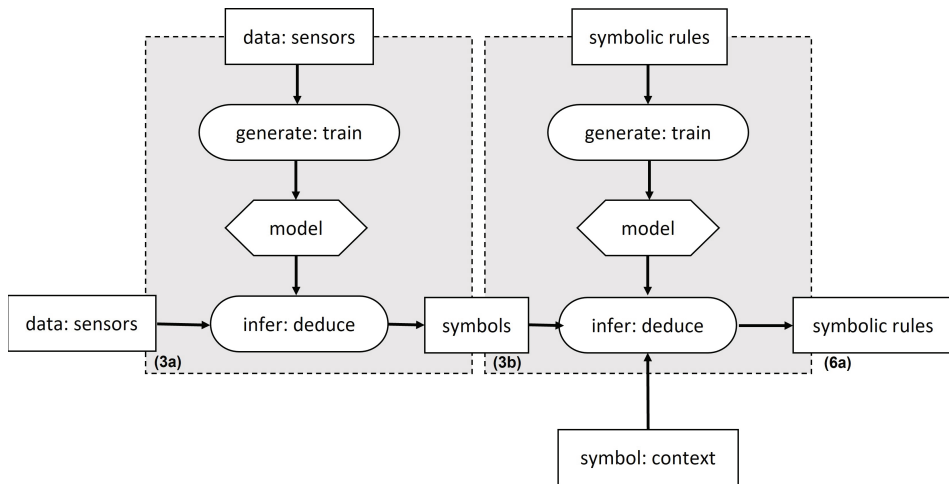 data: sensors
symbolic rules
generate: train
generate: train
model
model
data: sensors
infer: deduce
symbols
infer: deduce
symbolic rules
(3a)
(3b)
(6a)
symbol: context